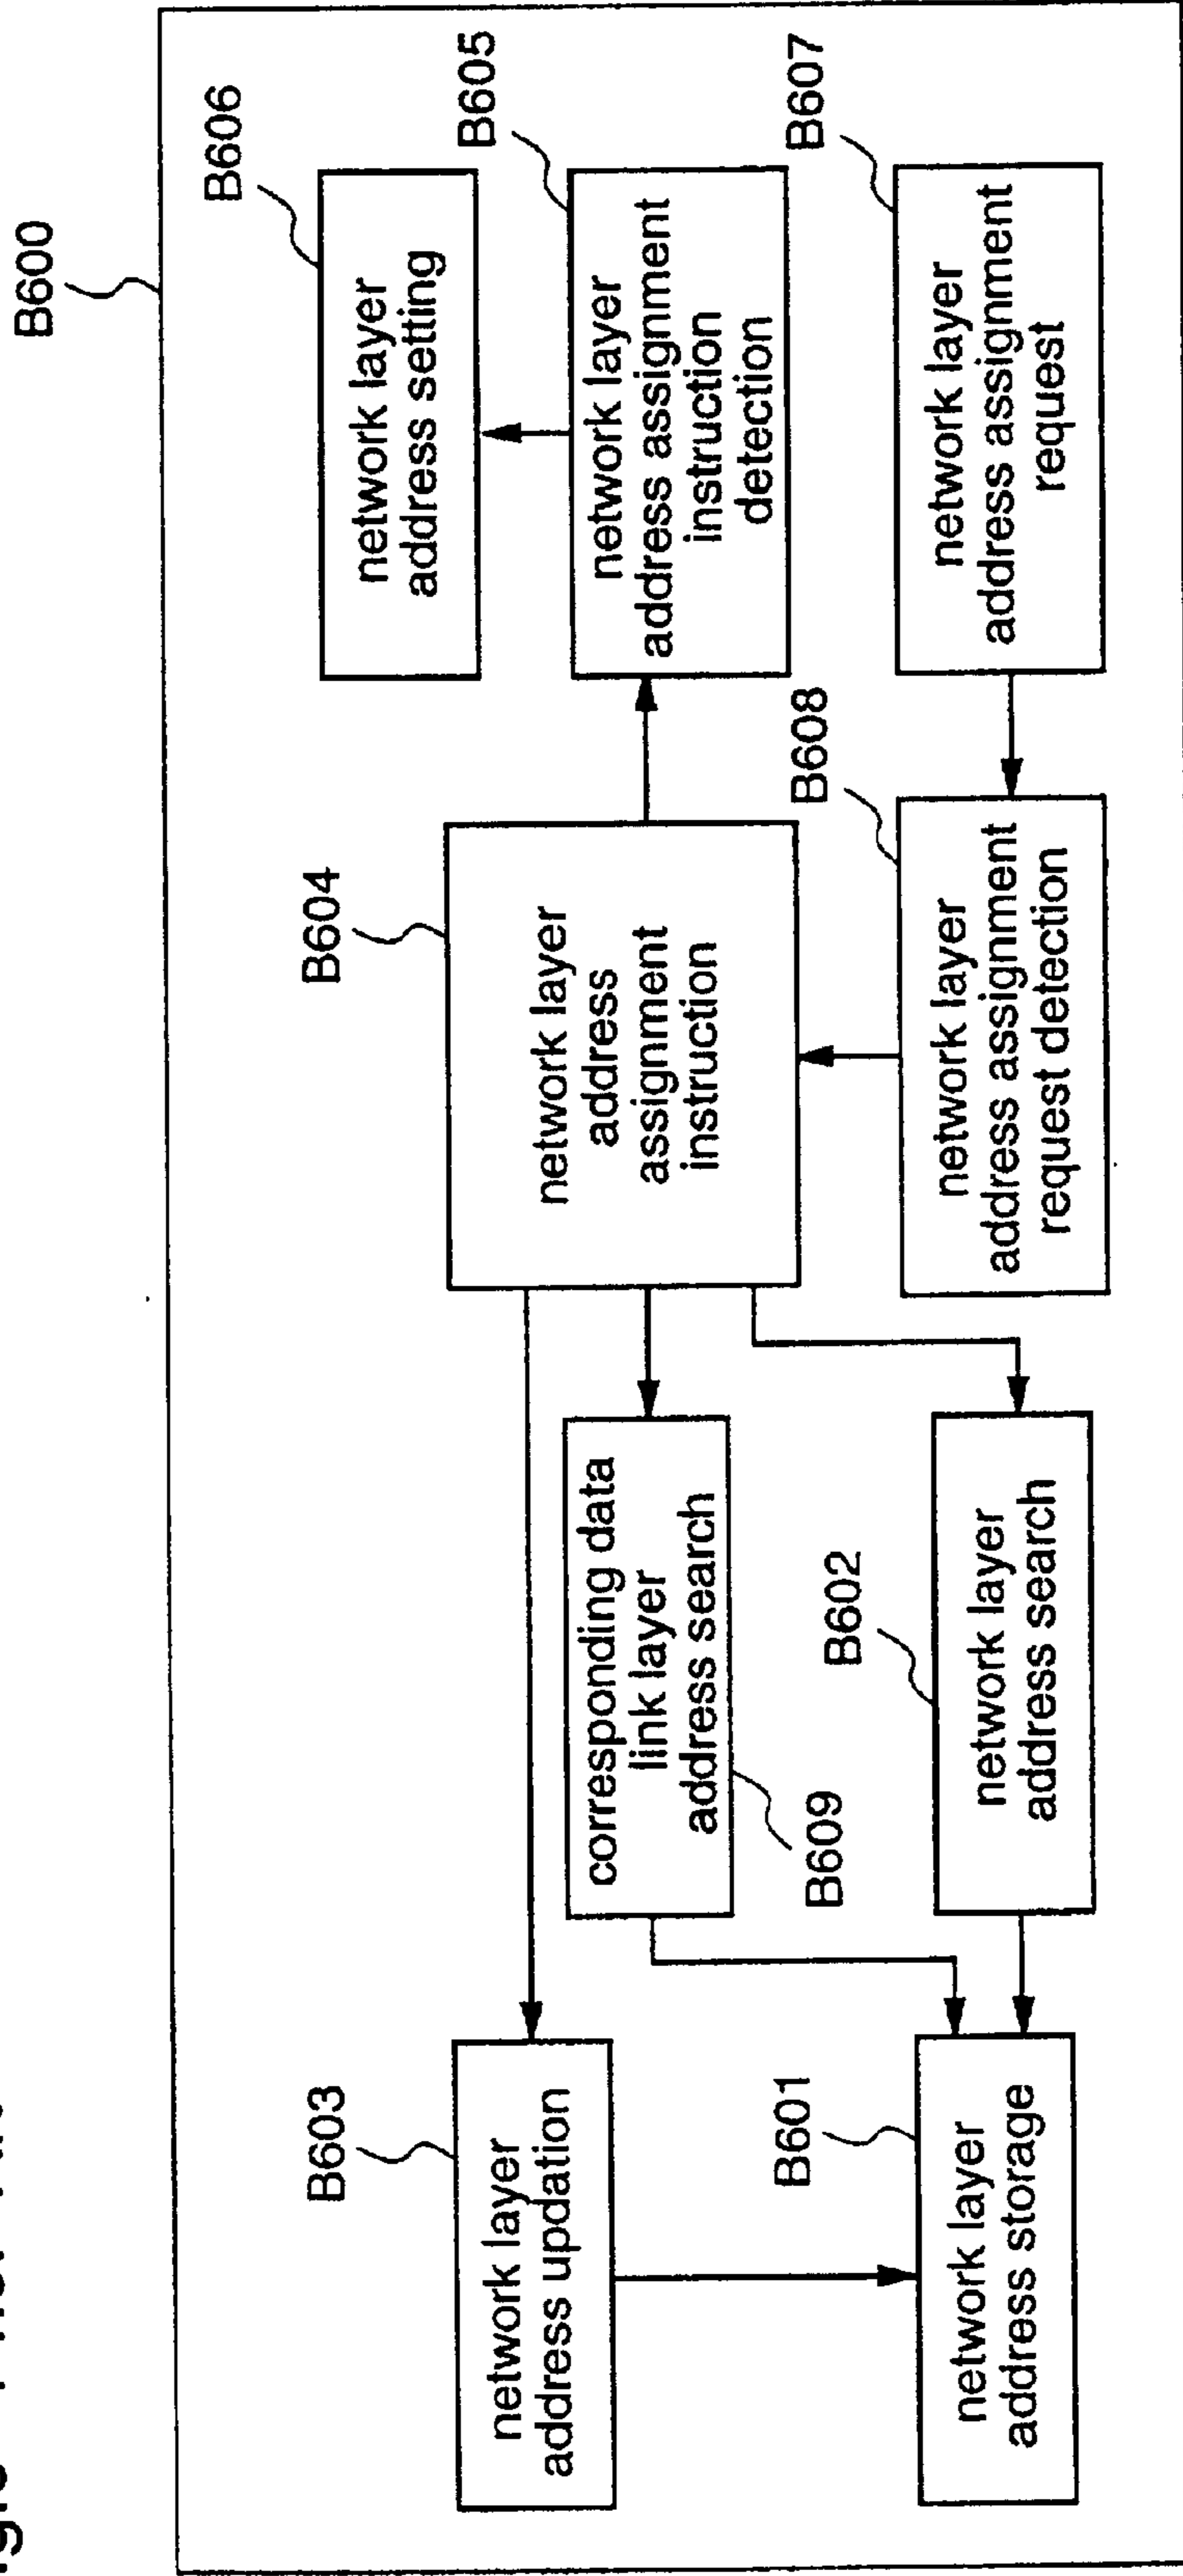 B600
B603
network layer
address updation
B601
network layer
address storage
corresponding data
link layer
address search
B609
B602
network layer
address search
B604
network layer
address
assignment
instruction
B608
network layer
address assignment
request detection
B606
network layer
address setting
B605
network layer
address assignment
instruction
detection
B607
network layer
address assignment
request